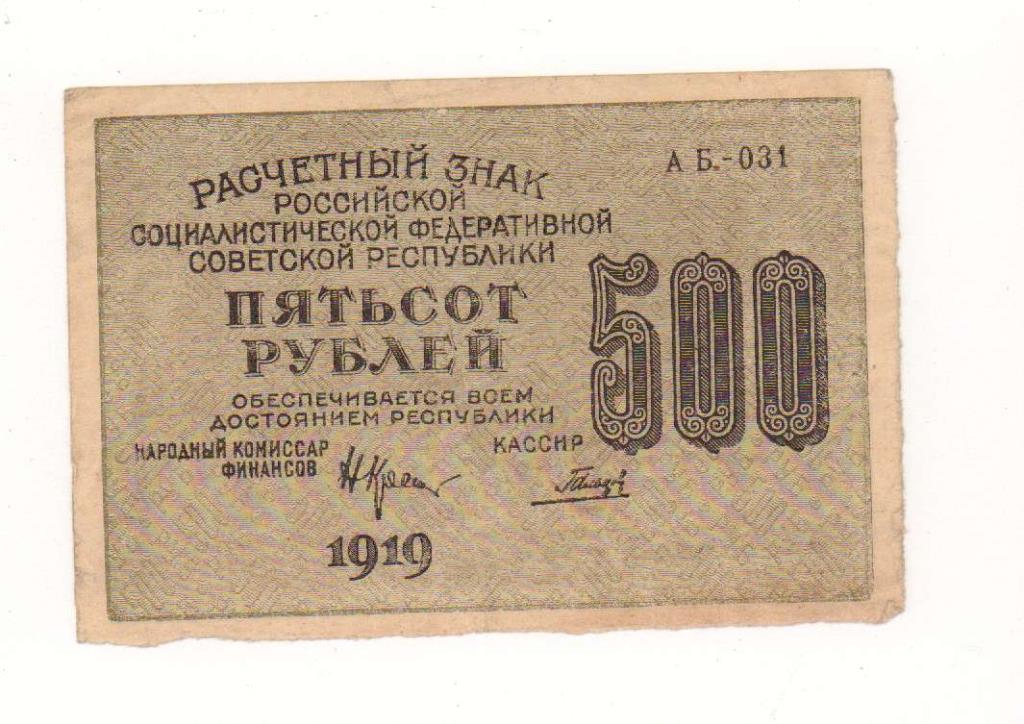 РАСЧЕТНЫЙ ЗНАК
РОССИЙСКОЙ
СОЦИАЛИСТИЧЕСКОЙ ФЕДЕРАТИВНОЙ
СОВЕТСКОЙ РЕСПУБЛИКИ
АБ.-031
ПЯТЬСОТ
РУБЛЕЙ
500
ОБЕСПЕЧИВАЕТСЯ ВСЕМ
ДОСТОЯНИЕМ РЕСПУБЛИКИ
НАРОДНЫЙ КОМИССАР
ФИНАНСОВ
КАССИР
1919